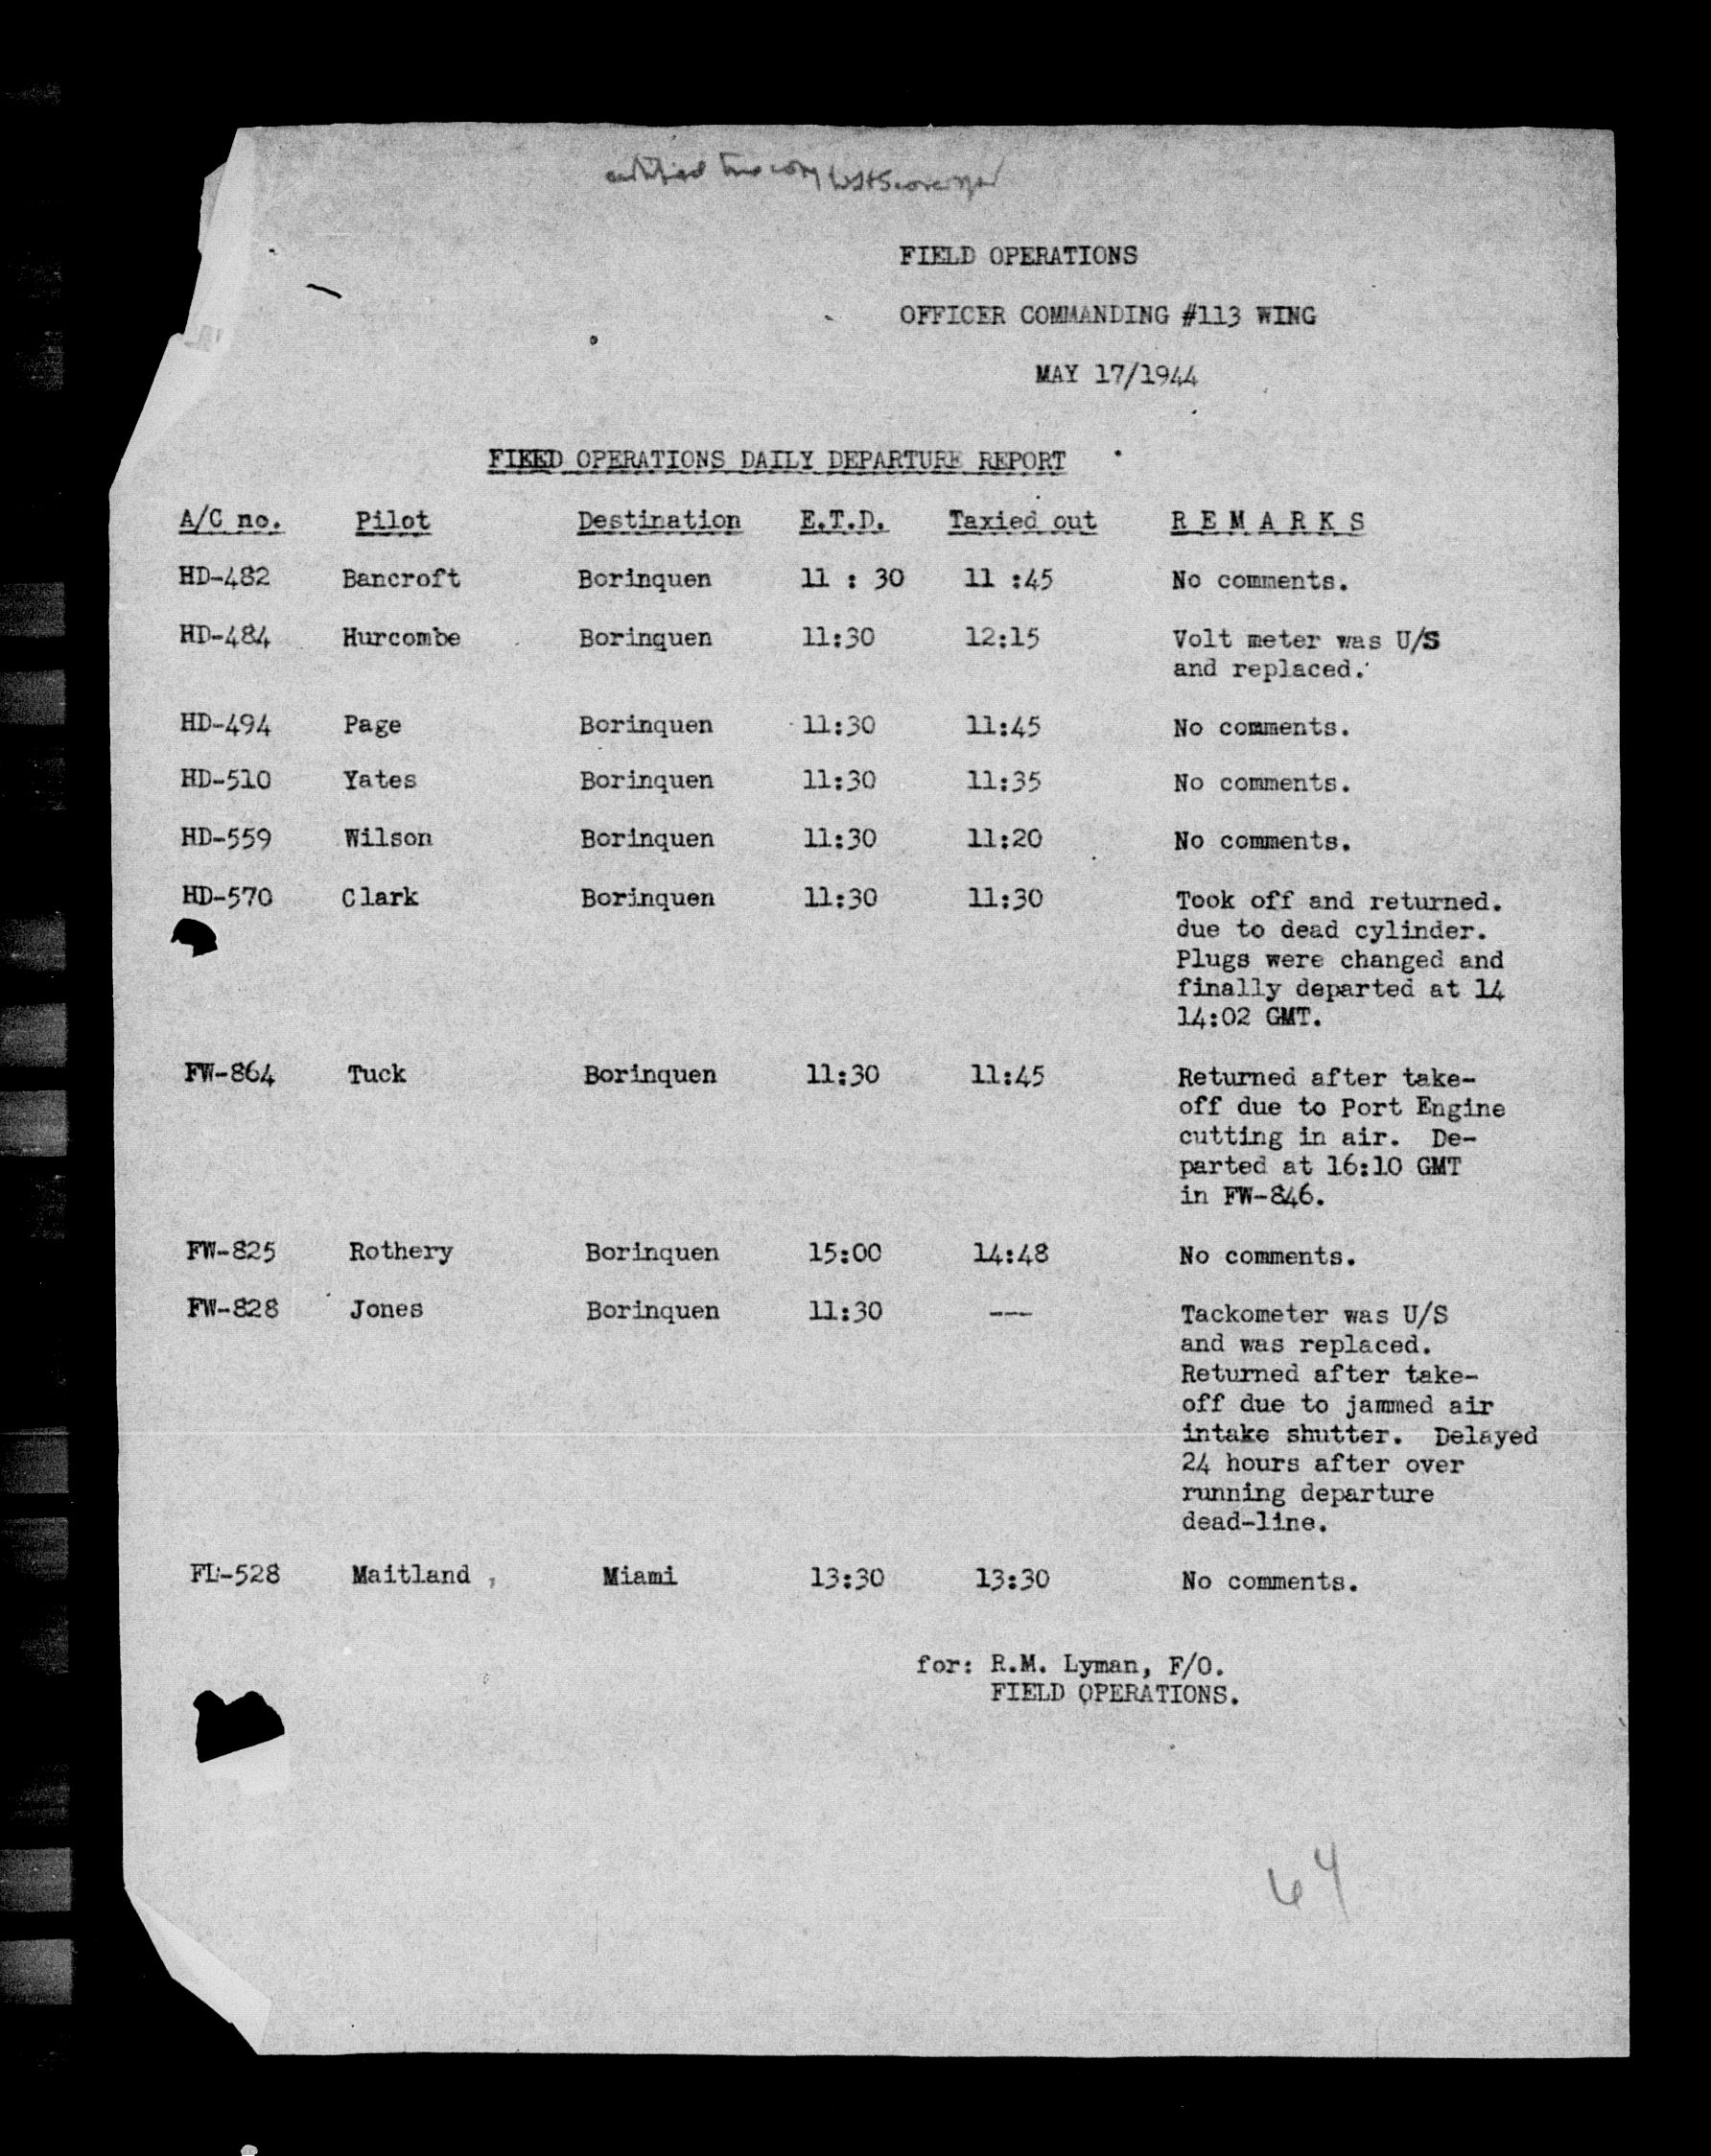 certified true copy
FIELD OPERATIONS
OFFICER COMMANDING #113 WING
MAY 17/1944
FIEED OPERATIONS DAILY DEPARTURE REPORT
A/C no. Pilot Destination E.T.D. Taxied out R E M A R K S
HD-482 Bancroft Borinquen 11 : 30 11 :45 No comments.
HD-484 Hurcombe Borinquen 11:30 12:15 Volt meter was U/S
and replaced.
HD-494 Page Borinquen 11:30 11:45 No comments.
HD-510 Yates Borinquen 11:30 11:35 No comments.
HD-559 Wilson Borinquen 11:30 11:20 No comments.
HD-570 Clark Borinquen 11:30 11:30 Took off and returned.
due to dead cylinder.
Plugs were changed and
finally departed at 14
14:02 GMT.
FW-864 Tuck Borinquen 11:30 11:45 Returned after take-
off due to Port Engine
cutting in air. De-
parted at 16:10 GMT
in FW-846.
FW-825 Rothery Borinquen 15:00 14:48 No comments.
FW-828 Jones Borinquen 11:30 --- Tackometer was U/S
and was replaced.
Returned after take-
off due to jammed air
intake shutter. Delayed
24 hours after over
running departure
dead-line.
FL-528 Maitland , Miami 13:30 13:30 No comments.
for: R.M. Lyman, F/O.
FIELD OPERATIONS.
64